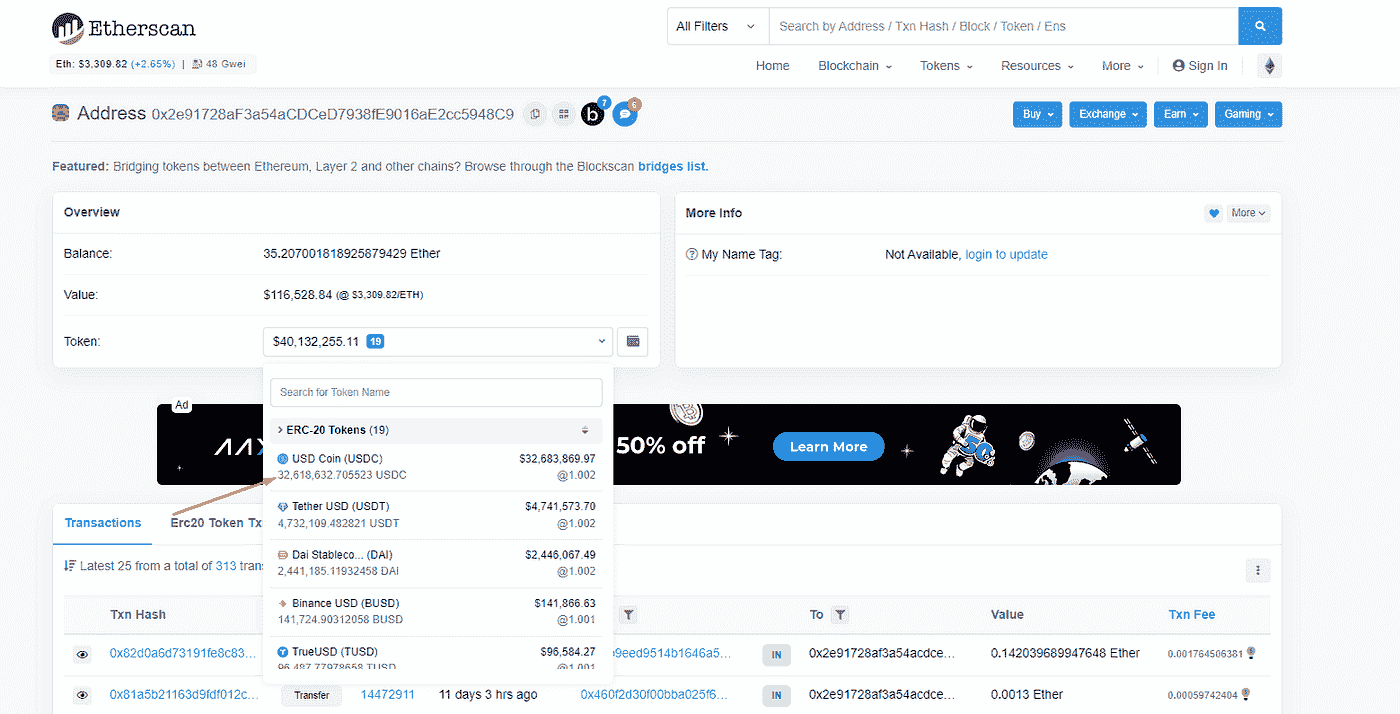 Etherscan
All Filters
Search by Address / Txn Hash / Block / Token / Ens
Eth: $3,309.82 (+2.65%) | 48 Gwei
Home Blockchain Tokens Resources More Sign In
Address 0x2e91728aF3a54aCDCeD7938fE9016aE2cc5948C9 b 7 6
Buy Exchange Earn Gaming
Featured: Bridging tokens between Ethereum, Layer 2 and other chains? Browse through the Blockscan bridges list.
Overview
Balance: 35.207001818925879429 Ether
Value: $116,528.84 (@ $3,309.82/ETH)
Token: $40,132,255.11 19
More Info
More
? My Name Tag: Not Available, login to update
Search for Token Name
ERC-20 Tokens (19)
USD Coin (USDC) $32,683,869.97
32,618,632.705523 USDC @1.002
Tether USD (USDT) $4,741,573.70
4,732,109.482821 USDT @1.002
Dai Stableco... (DAI) $2,446,067.49
2,441,185.11932458 DAI @1.002
Binance USD (BUSD) $141,866.63
141,724.90312058 BUSD @1.001
TrueUSD (TUSD) $96,584.27
96,487.77978658 TUSD @1.001
Ad
50% off
Learn More
Transactions Erc20 Token Tx
Latest 25 from a total of 313 tran
Txn Hash To Value Txn Fee
0x82d0a6d73191fe8c83... e9eed9514b1646a5... IN 0x2e91728af3a54acdce... 0.142039689947648 Ether 0.001764506381
0x81a5b21163d9fdf012c... Transfer 14472911 11 days 3 hrs ago 0x460f2d30f00bba025f6... IN 0x2e91728af3a54acdce... 0.0013 Ether 0.00059742404